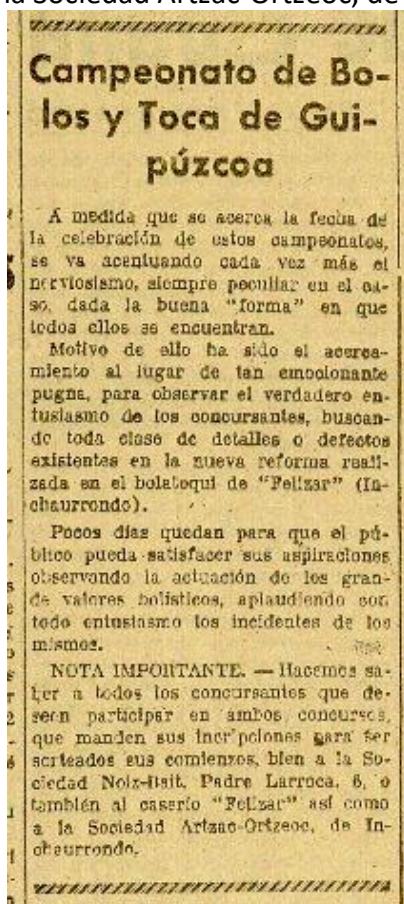 la Sociedad Artzac-Ortzeoc, de
Campeonato de Bo-
los y Toca de Gui-
púzcoa
A medida que se acerca la fecha de
la celebración de estos campeonatos,
se va acentuando cada vez más el
nerviosismo, siempre peculiar en el ca-
so, dada la buena "forma" en que
todos ellos se encuentran.
Motivo de ello ha sido el acerca-
miento al lugar de tan emocionante
pugna, para observar el verdadero en-
tusiasmo de los concursantes, buscan-
do toda clase de detalles o defectos
existentes en la nueva reforma reali-
zada en el bolatoqui de "Felizar" (In-
chaurrondo).
Pocos días quedan para que el pú-
blico pueda satisfacer sus aspiraciones
observando la actuación de los gran-
de valores bolísticos, aplaudiendo con
todo entusiasmo los incidentes de los
mismos.
NOTA IMPORTANTE. — Hacemos sa-
ber a todos los concursantes que de-
seen participar en ambos concursos,
que manden sus incripciones para ser
sorteados sus comienzos, bien a la So-
ciedad Noiz-Bait, Padre Larroca, 6, o
también al caserío "Felizar" así como
a la Sociedad Artzac-Ortzeoc, de In-
chaurrondo.